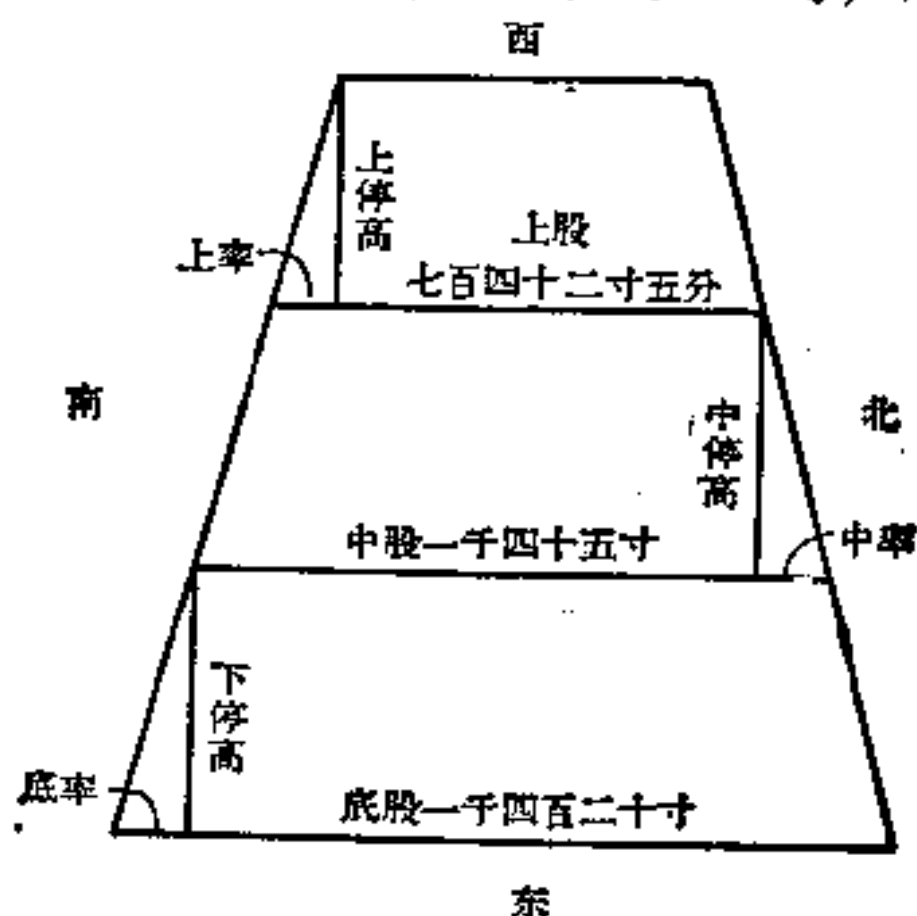 西
上停高
上股
上率
七百四十二寸五分
南
北
中停高
中股一千四十五寸
中率
下停高
底率
底股一千四百二十寸
东